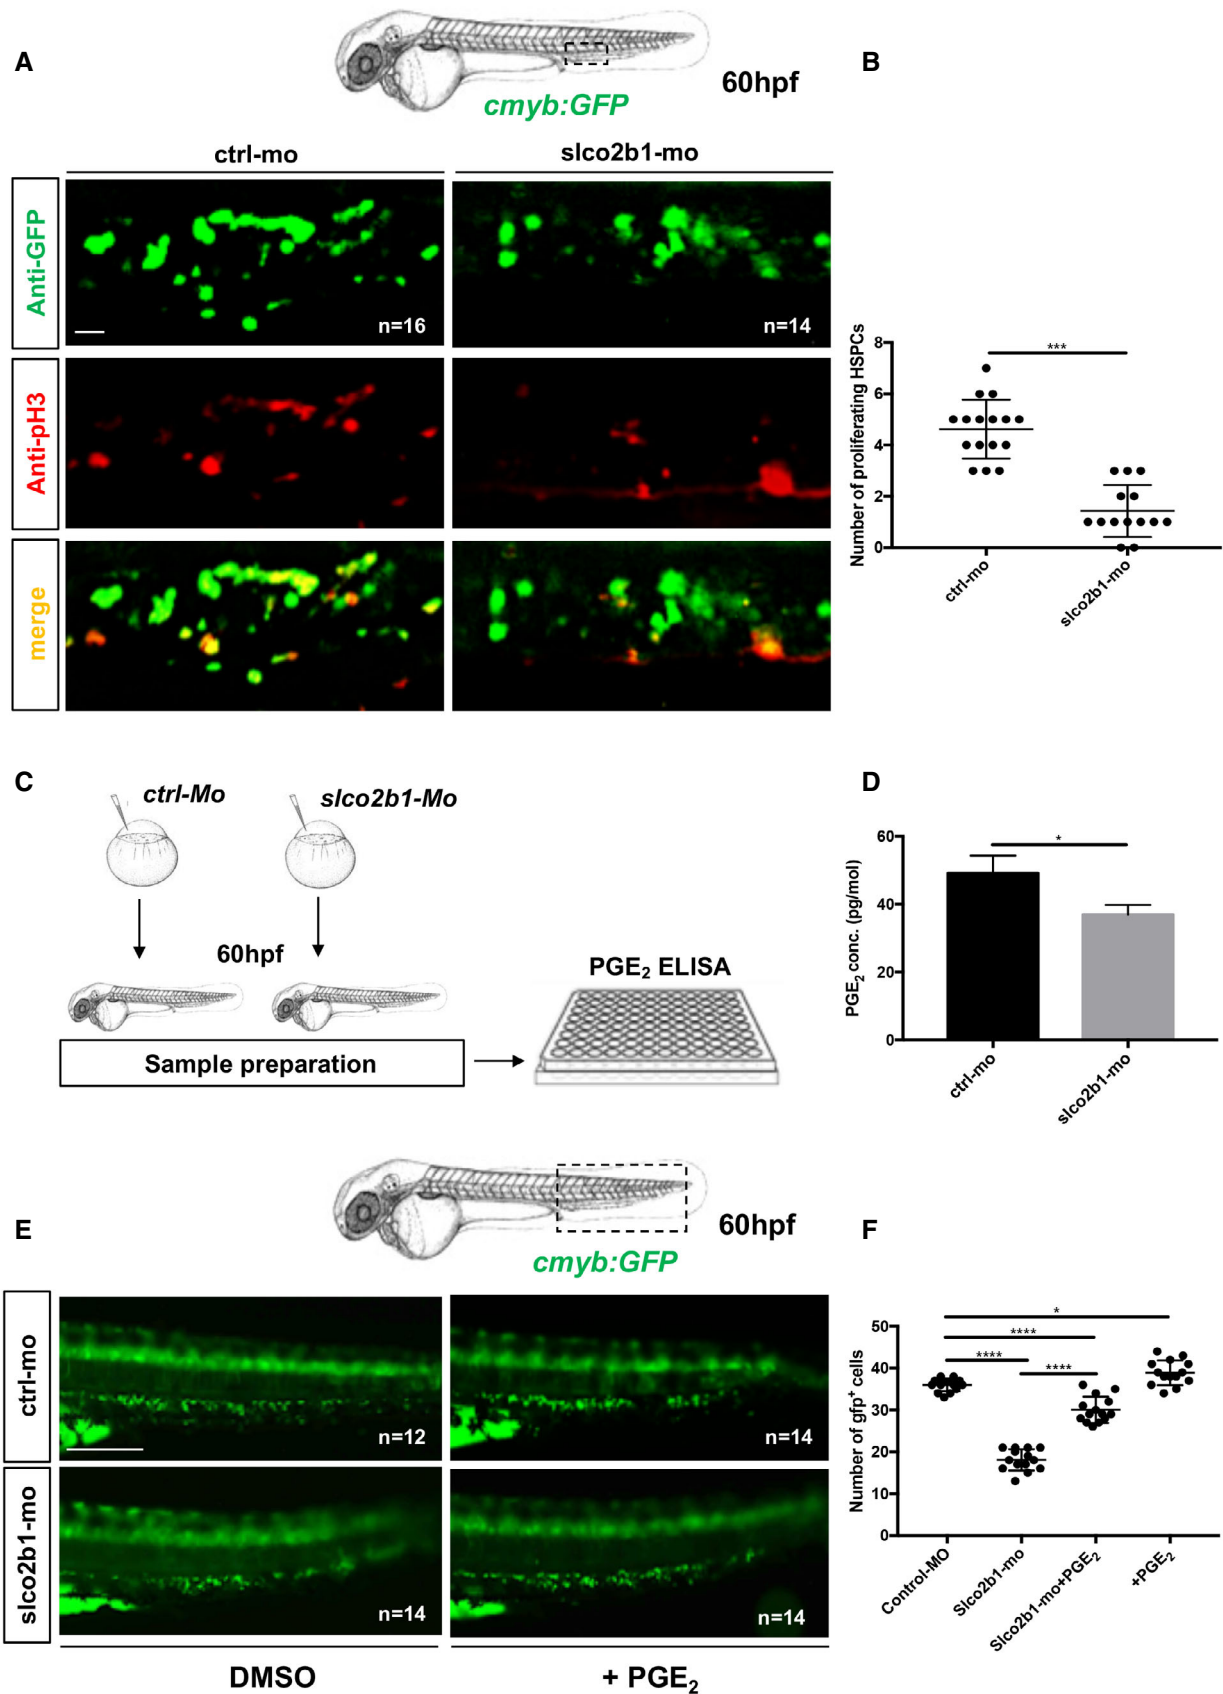 A
60hpf
cmyb:GFP
ctrl-mo
slco2b1-mo
Anti-GFP
n=16
n=14
Anti-pH3
merge
B
Number of proliferating HSPCs
8
6
4
2
0
***
ctrl-mo
slco2b1-mo
C
ctrl-Mo
slco2b1-Mo
60hpf
Sample preparation
PGE₂ ELISA
D
PGE₂ conc. (pg/mol)
60
40
20
0
*
ctrl-mo
slco2b1-mo
E
60hpf
cmyb:GFP
ctrl-mo
n=12
n=14
slco2b1-mo
n=14
n=14
DMSO
+ PGE₂
F
Number of gfp⁺ cells
50
40
30
20
10
0
*
****
****
****
Control-MO
Slco2b1-mo
Slco2b1-mo+PGE₂
+PGE₂